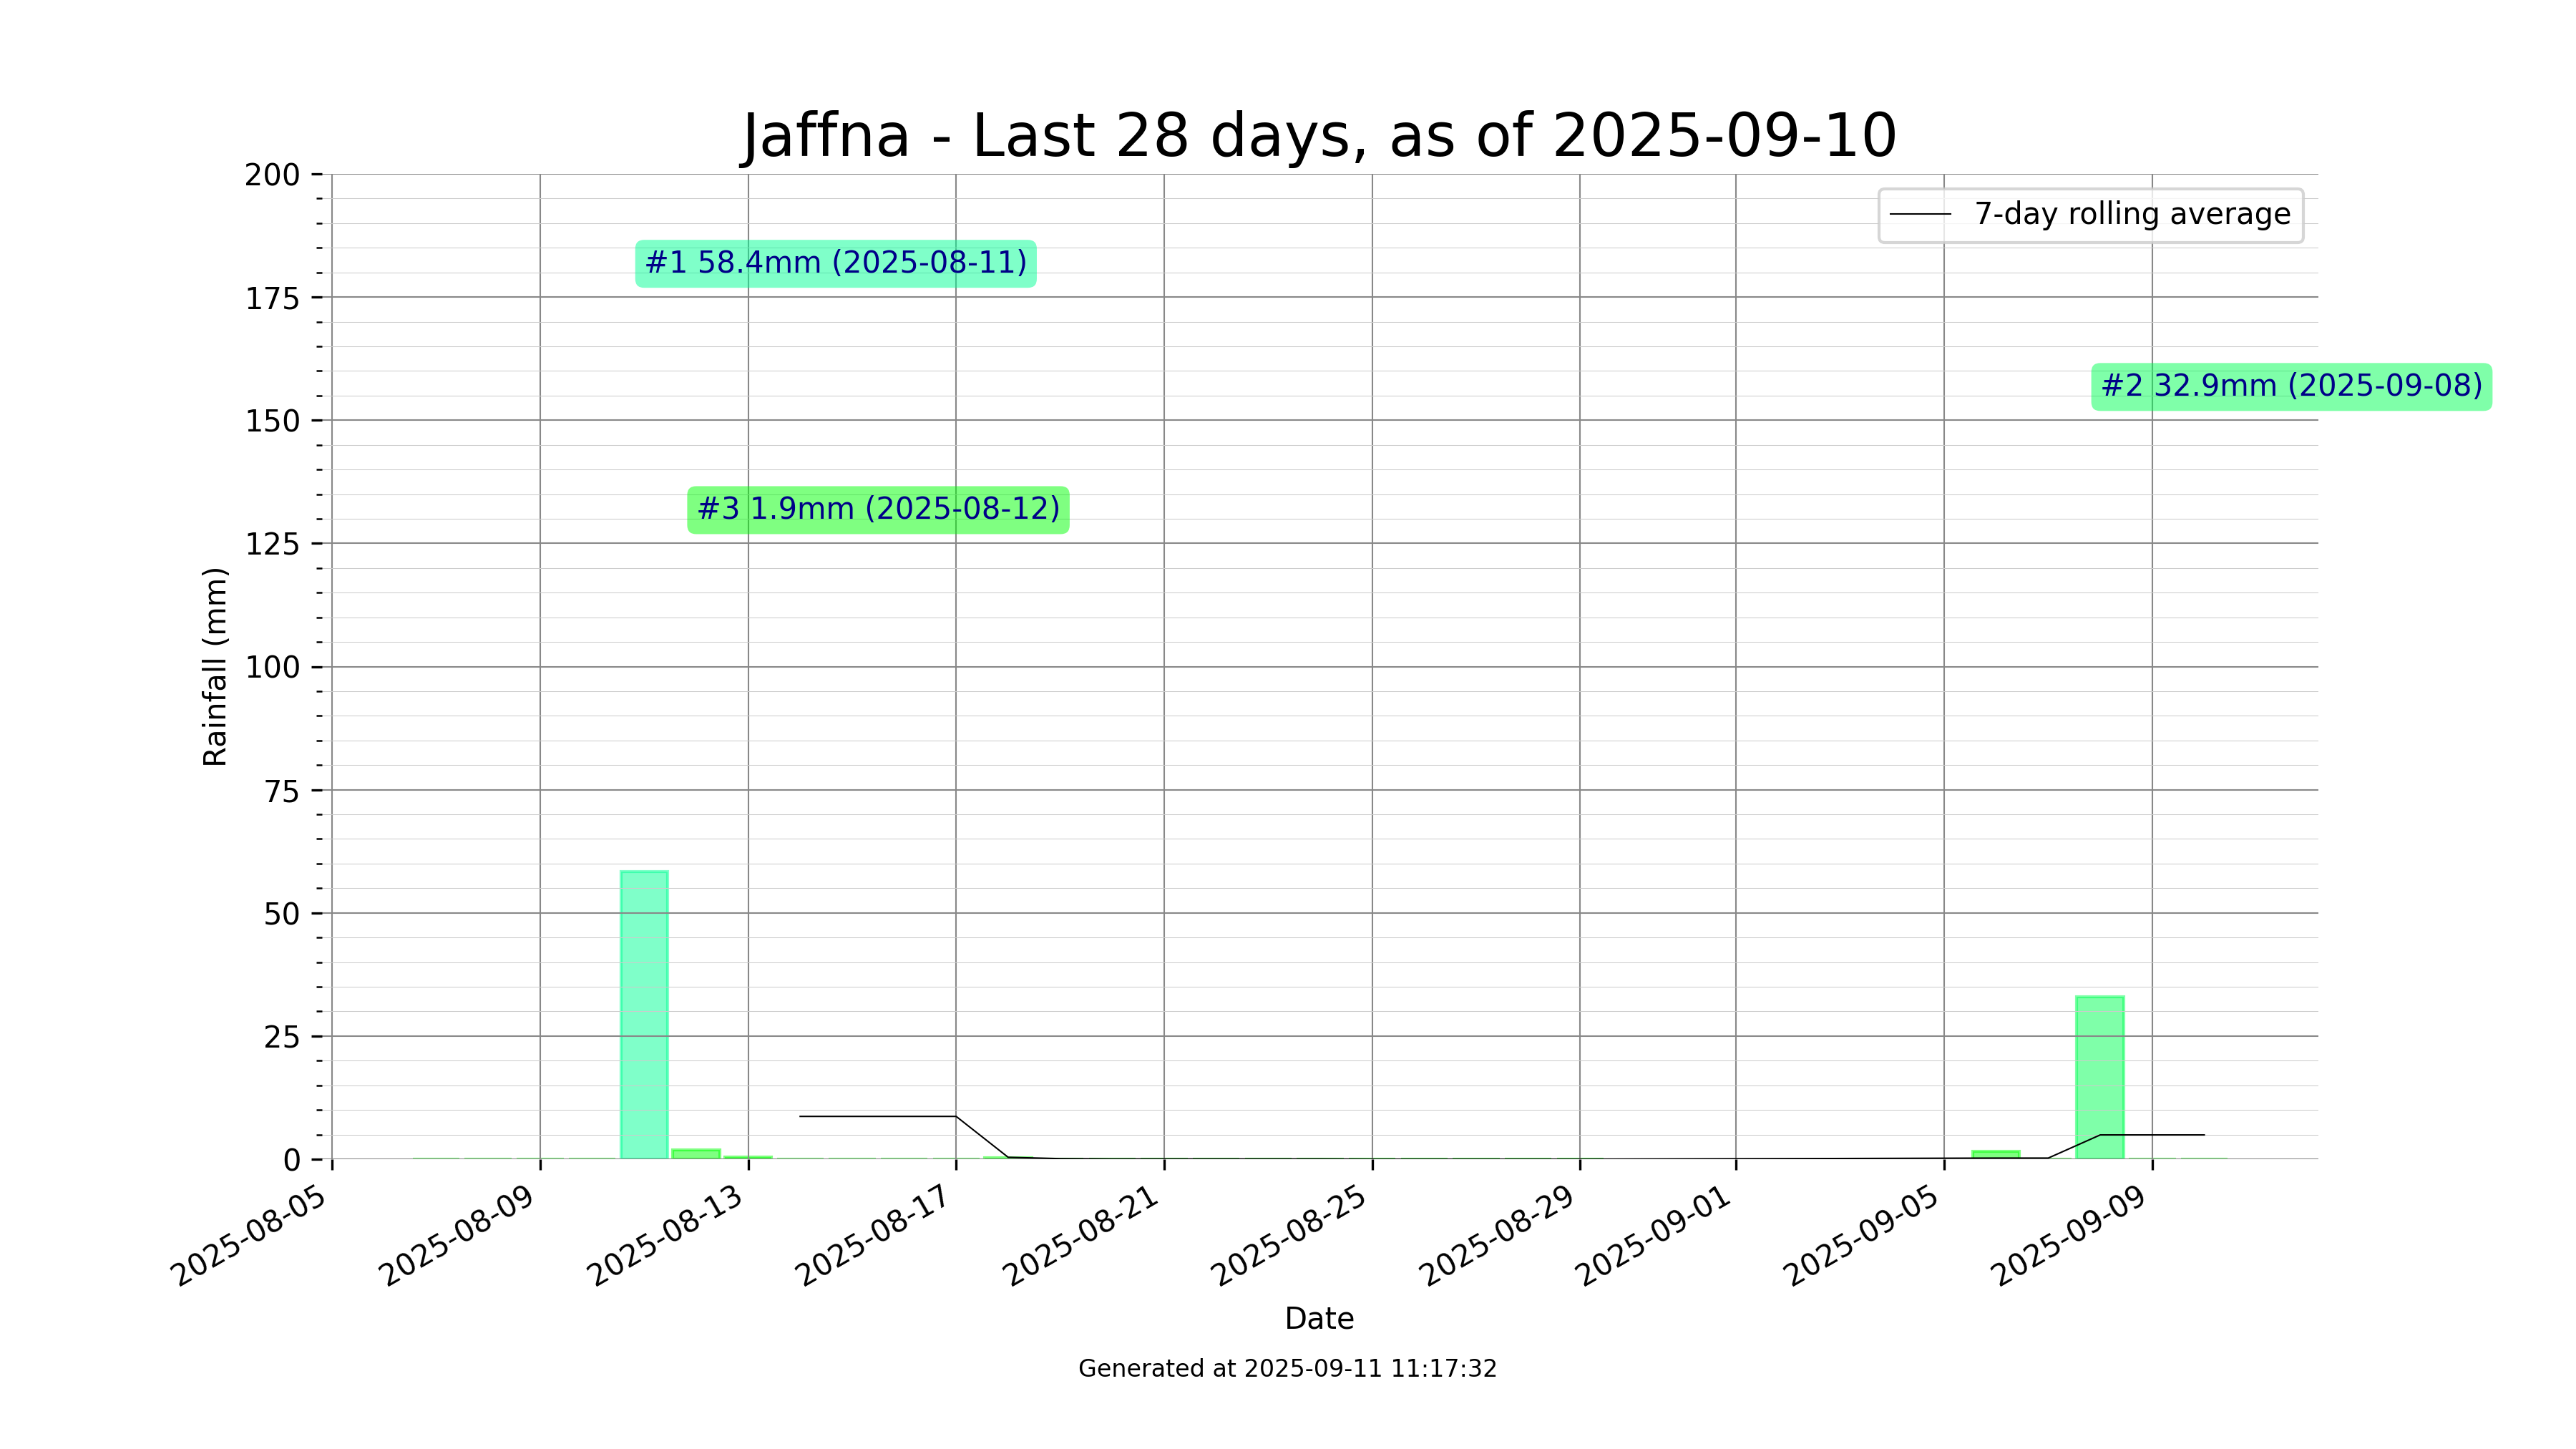 Jaffna - Last 28 days, as of 2025-09-10
7-day rolling average
#1 58.4mm (2025-08-11)
#2 32.9mm (2025-09-08)
#3 1.9mm (2025-08-12)
Rainfall (mm)
200
175
150
125
100
75
50
25
0
2025-08-05
2025-08-09
2025-08-13
2025-08-17
2025-08-21
2025-08-25
2025-08-29
2025-09-01
2025-09-05
2025-09-09
Date
Generated at 2025-09-11 11:17:32